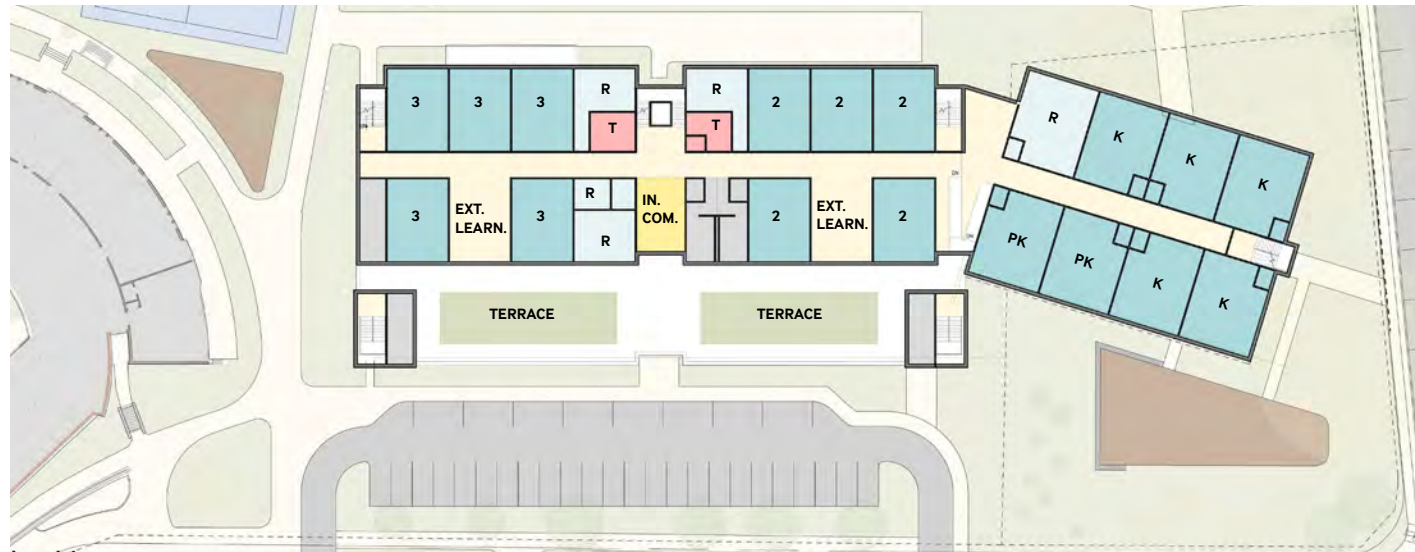 3 3 3 R R 2 2 2
T T
R K K K
3 EXT.
LEARN. 3 R IN.
COM. 2 EXT.
LEARN. 2
R
PK PK K K
TERRACE TERRACE